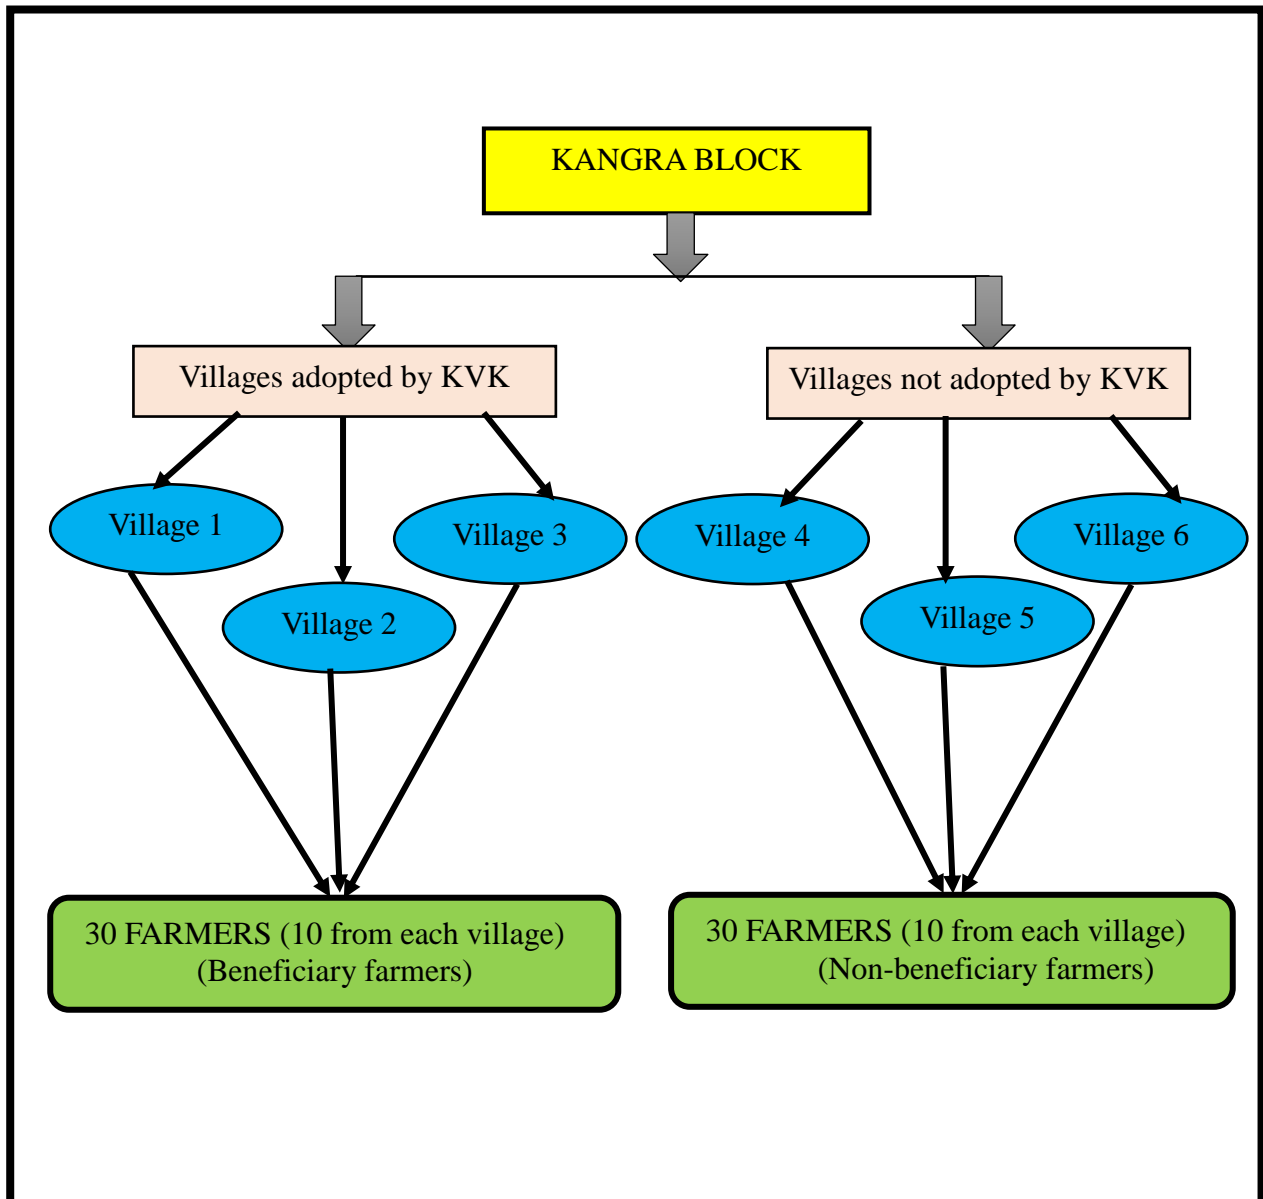 KANGRA BLOCK
Villages adopted by KVK
Villages not adopted by KVK
Village 1
Village 3
Village 4
Village 6
Village 2
Village 5
30 FARMERS (10 from each village)
(Beneficiary farmers)
30 FARMERS (10 from each village)
(Non-beneficiary farmers)